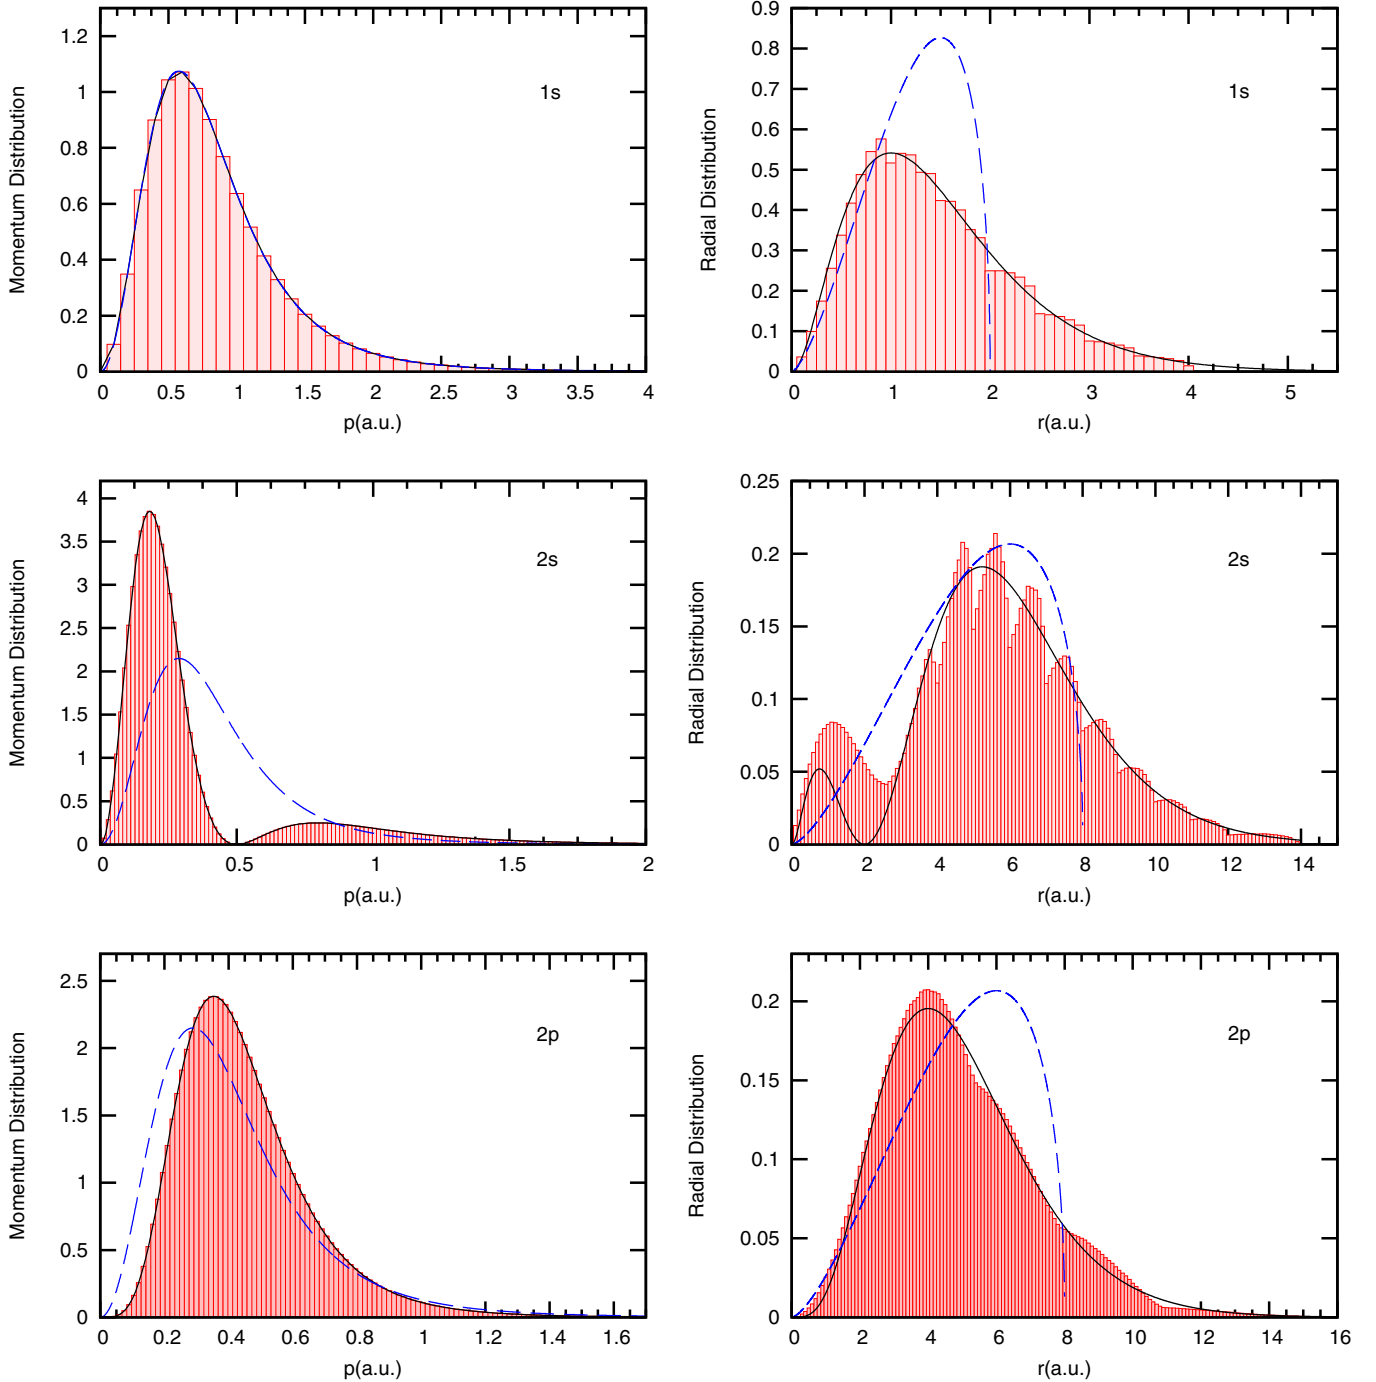 Momentum Distribution
1.2
1
0.8
0.6
0.4
0.2
0
1s
0 0.5 1 1.5 2 2.5 3 3.5 4
p(a.u.)
Radial Distribution
0.9
0.8
0.7
0.6
0.5
0.4
0.3
0.2
0.1
0
1s
0 1 2 3 4 5
r(a.u.)
Momentum Distribution
4
3.5
3
2.5
2
1.5
1
0.5
0
2s
0 0.5 1 1.5 2
p(a.u.)
Radial Distribution
0.25
0.2
0.15
0.1
0.05
0
2s
0 2 4 6 8 10 12 14
r(a.u.)
Momentum Distribution
2.5
2
1.5
1
0.5
0
2p
0 0.2 0.4 0.6 0.8 1 1.2 1.4 1.6
p(a.u.)
Radial Distribution
0.2
0.15
0.1
0.05
0
2p
0 2 4 6 8 10 12 14 16
r(a.u.)